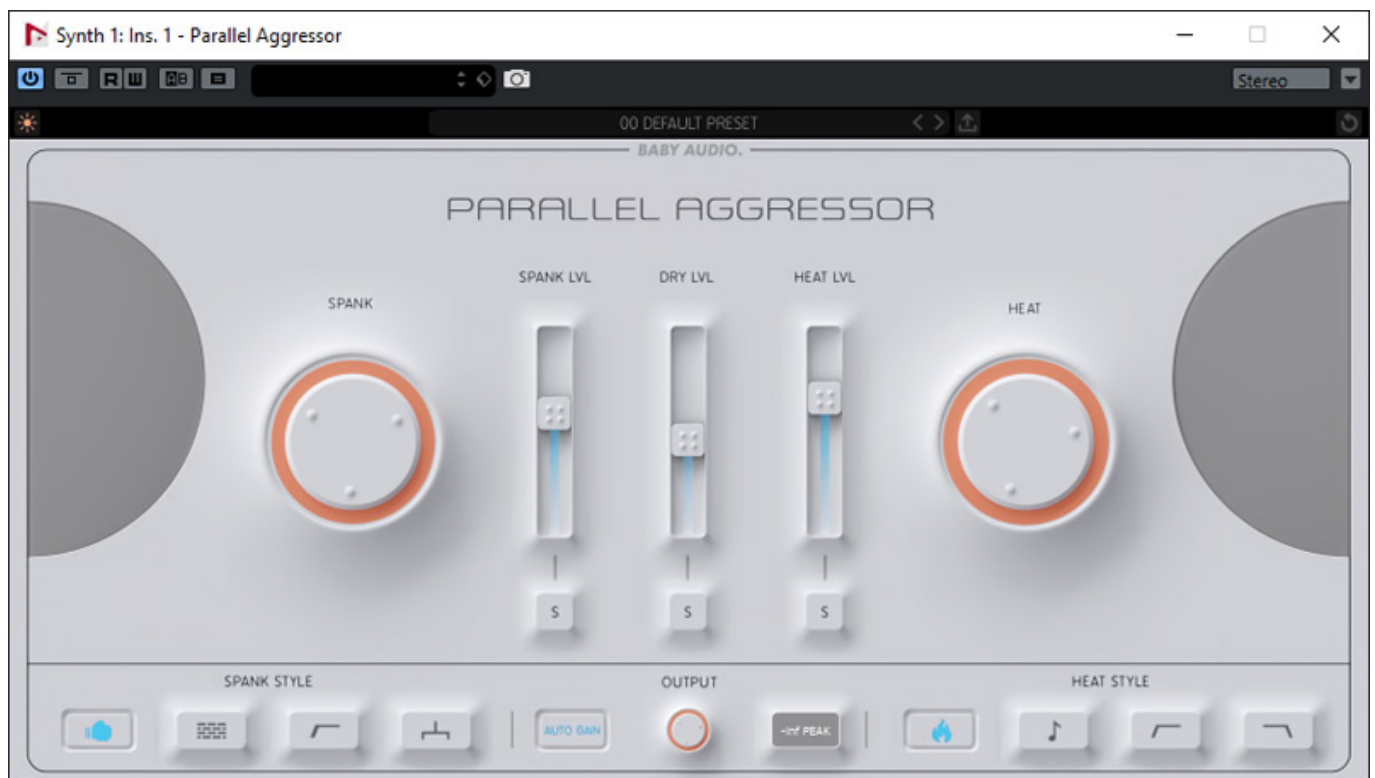 Synth 1: Ins. 1 - Parallel Aggressor
R W
A B
Stereo
00 DEFAULT PRESET
BABY AUDIO.
PARALLEL AGGRESSOR
SPANK LVL
DRY LVL
HEAT LVL
SPANK
HEAT
S
S
S
SPANK STYLE
OUTPUT
HEAT STYLE
AUTO GAIN
-inf PEAK